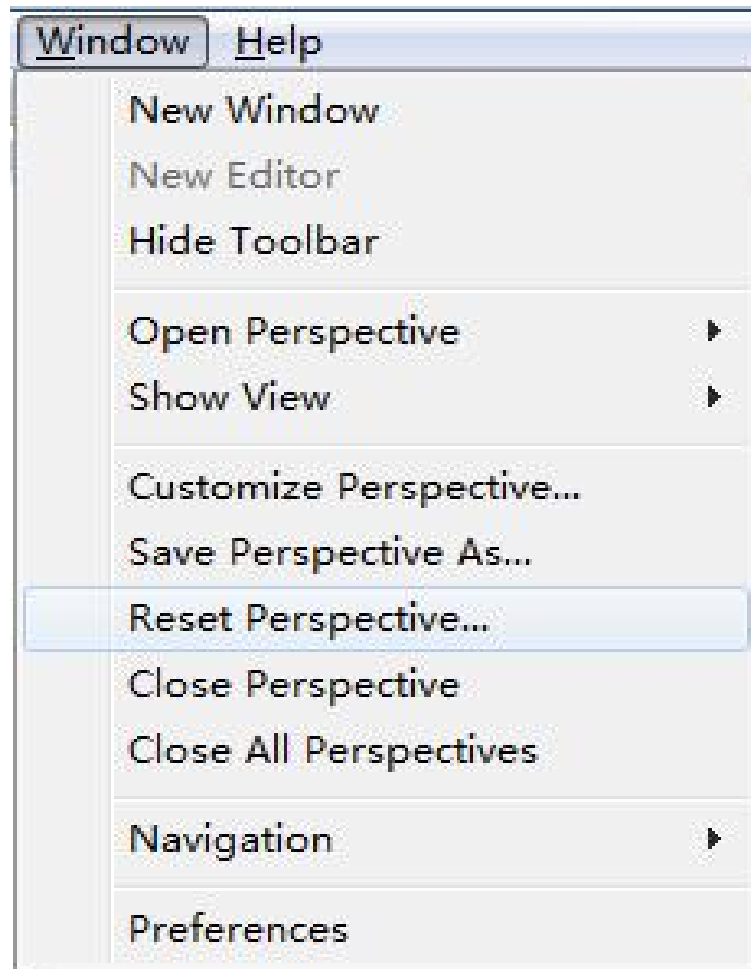 Window Help
New Window
New Editor
Hide Toolbar
Open Perspective
Show View
Customize Perspective...
Save Perspective As...
Reset Perspective...
Close Perspective
Close All Perspectives
Navigation
Preferences